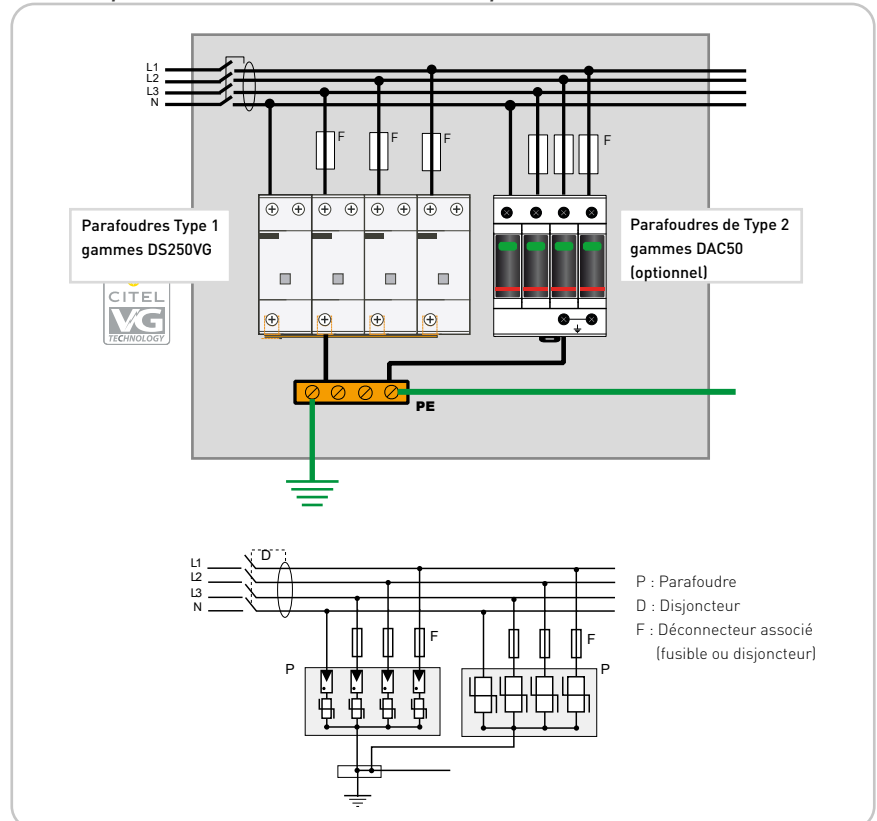 L1
L2
L3
N
F
F
F
F
Parafoudres Type 1
gammes DS250VG
Parafoudres de Type 2
gammes DAC50
(optionnel)
CITEL
VG
TECHNOLOGY
PE
L1
L2
L3
N
D
F
F
P
P
P : Parafoudre
D : Disjoncteur
F : Déconnecteur associé
(fusible ou disjoncteur)